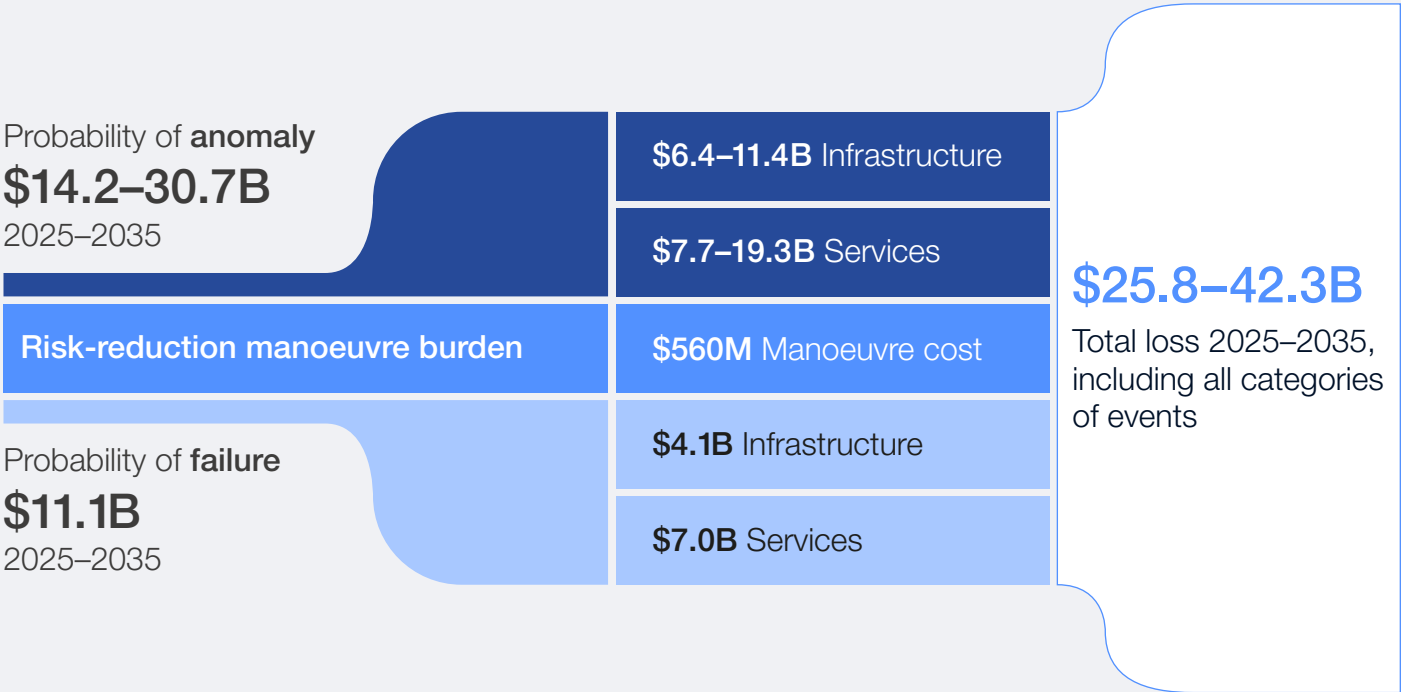 Probability of anomaly
$14.2–30.7B
2025–2035
$6.4–11.4B Infrastructure
$7.7–19.3B Services
Risk-reduction manoeuvre burden
$560M Manoeuvre cost
Probability of failure
$11.1B
2025–2035
$4.1B Infrastructure
$7.0B Services
$25.8–42.3B
Total loss 2025–2035,
including all categories
of events